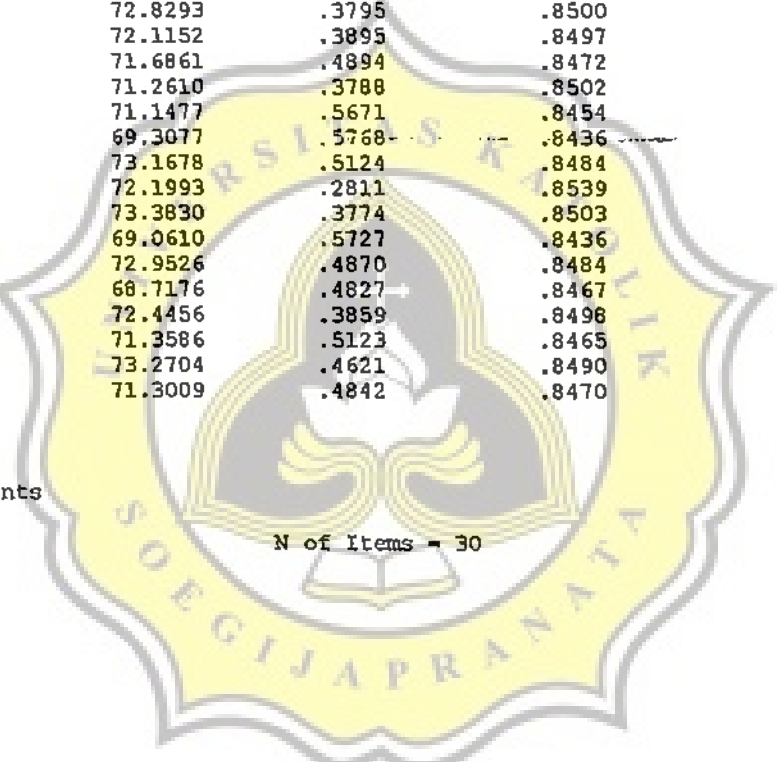 72.8293 .3795 .8500
72.1152 .3895 .8497
71.6861 .4894 .8472
71.2610 .3788 .8502
71.1477 .5671 .8454
69.3077 .5768 .8436
73.1678 .5124 .8484
72.1993 .2811 .8539
73.3830 .3774 .8503
69.0610 .5727 .8436
72.9526 .4870 .8484
68.7176 .4827 .8467
72.4456 .3859 .8498
71.3586 .5123 .8465
73.2704 .4621 .8490
71.3009 .4842 .8470
nts
N of Items = 30
UNIVERSITAS KATOLIK
SOEGIJAPRANATA